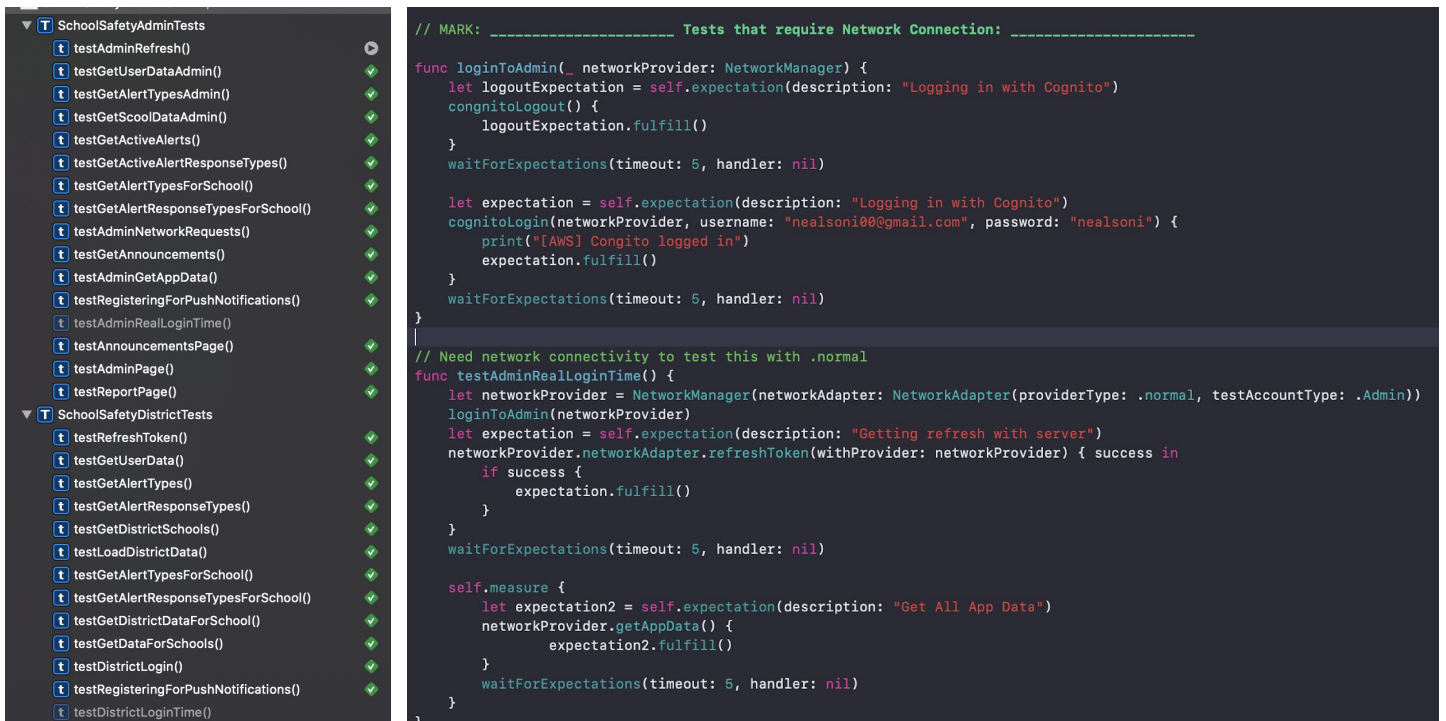 SchoolSafetyAdminTests
t testAdminRefresh()
t testGetUserDataAdmin()
t testGetAlertTypesAdmin()
t testGetScoolDataAdmin()
t testGetActiveAlerts()
t testGetActiveAlertResponseTypes()
t testGetAlertTypesForSchool()
t testGetAlertResponseTypesForSchool()
t testAdminNetworkRequests()
t testGetAnnouncements()
t testAdminGetAppData()
t testRegisteringForPushNotifications()
t testAdminRealLoginTime()
t testAnnouncementsPage()
t testAdminPage()
t testReportPage()
T SchoolSafetyDistrictTests
t testRefreshToken()
t testGetUserData()
t testGetAlertTypes()
t testGetAlertResponseTypes()
t testGetDistrictSchools()
t testLoadDistrictData()
t testGetAlertTypesForSchool()
t testGetAlertResponseTypesForSchool()
t testGetDistrictDataForSchool()
t testGetDataForSchools()
t testDistrictLogin()
t testRegisteringForPushNotifications()
t testDistrictLoginTime()
// MARK: ______________________ Tests that require Network Connection: ______________________
func loginToAdmin(_ networkProvider: NetworkManager) {
let logoutExpectation = self.expectation(description: "Logging in with Cognito")
congnitoLogout() {
logoutExpectation.fulfill()
}
waitForExpectations(timeout: 5, handler: nil)
let expectation = self.expectation(description: "Logging in with Cognito")
cognitoLogin(networkProvider, username: "nealsoni00@gmail.com", password: "nealsoni") {
print("[AWS] Congito logged in")
expectation.fulfill()
}
waitForExpectations(timeout: 5, handler: nil)
}
// Need network connectivity to test this with .normal
func testAdminRealLoginTime() {
let networkProvider = NetworkManager(networkAdapter: NetworkAdapter(providerType: .normal, testAccountType: .Admin))
loginToAdmin(networkProvider)
let expectation = self.expectation(description: "Getting refresh with server")
networkProvider.networkAdapter.refreshToken(withProvider: networkProvider) { success in
if success {
expectation.fulfill()
}
}
waitForExpectations(timeout: 5, handler: nil)
self.measure {
let expectation2 = self.expectation(description: "Get All App Data")
networkProvider.getAppData() {
expectation2.fulfill()
}
waitForExpectations(timeout: 5, handler: nil)
}
}